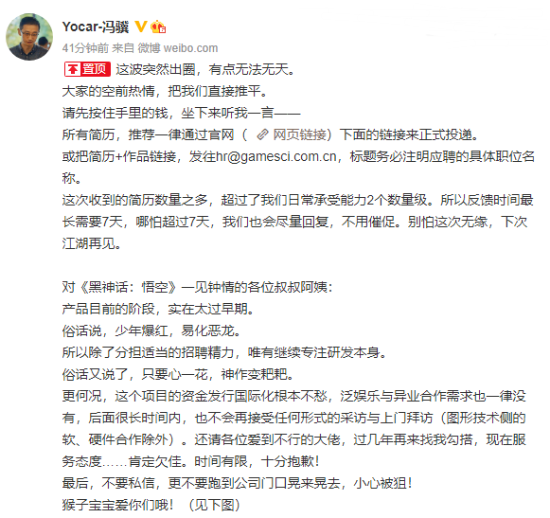 Yocar-冯骥
41分钟前 来自 微博 weibo.com
置顶 这波突然出圈，有点无法无天。
大家的空前热情，把我们直接推平。
请先按住手里的钱，坐下来听我一言——
所有简历，推荐一律通过官网（ 网页链接）下面的链接来正式投递。
或把简历+作品链接，发往hr@gamesci.com.cn，标题务必注明应聘的具体职位名
称。
这次收到的简历数量之多，超过了我们日常承受能力2个数量级。所以反馈时间最
长需要7天，哪怕超过7天，我们也会尽量回复，不用催促。别怕这次无缘，下次
江湖再见。
对《黑神话：悟空》一见钟情的各位叔叔阿姨：
产品目前的阶段，实在太过早期。
俗话说，少年爆红，易化恶龙。
所以除了分担适当的招聘精力，唯有继续专注研发本身。
俗话又说了，只要心一花，神作变耙耙。
更何况，这个项目的资金发行国际化根本不愁，泛娱乐与异业合作需求也一律没
有，后面很长时间内，也不会再接受任何形式的采访与上门拜访（图形技术侧的
软、硬件合作除外）。还请各位爱到不行的大佬，过几年再来找我勾搭，现在服
务态度……肯定欠佳。时间有限，十分抱歉！
最后，不要私信，更不要跑到公司门口晃来晃去，小心被狙！
猴子宝宝爱你们哦！（见下图）